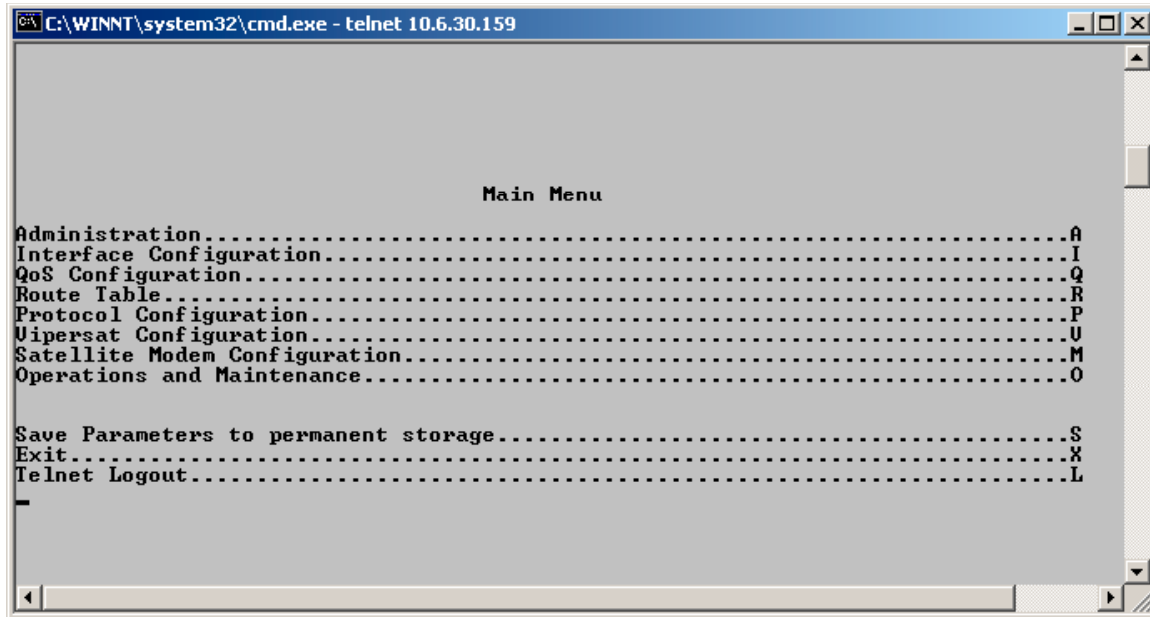 C:\WINNT\system32\cmd.exe - telnet 10.6.30.159
Main Menu
Administration.................................................................A
Interface Configuration........................................................I
QoS Configuration..............................................................Q
Route Table....................................................................R
Protocol Configuration.........................................................P
Vipersat Configuration.........................................................V
Satellite Modem Configuration..................................................M
Operations and Maintenance.....................................................O
Save Parameters to permanent storage...........................................S
Exit...........................................................................X
Telnet Logout..................................................................L